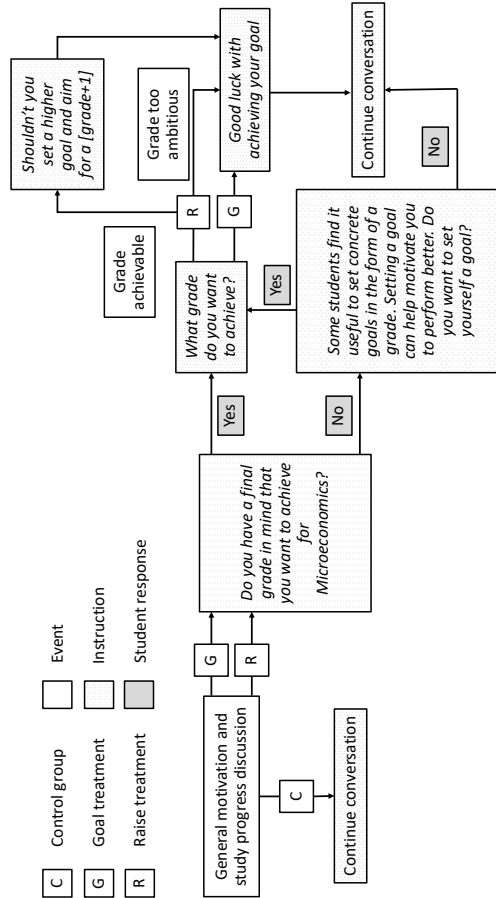 C
Control group
Event
G
Goal treatment
Instruction
R
Raise treatment
Student response
General motivation and
study progress discussion
C
Continue conversation
G
R
Do you have a final
grade in mind that
you want to achieve
for
Microeconomics?
Yes
No
What grade
do you want
to achieve?
Yes
Some students find it
useful to set concrete
goals in the form of a
grade. Setting a goal
can help motivate you
to perform better. Do
you want to set
yourself a goal?
No
Grade
achievable
R
G
Shouldn't you
set a higher
goal and aim
for a [grade+1]
Grade too
ambitious
Good luck with
achieving your goal
Continue conversation